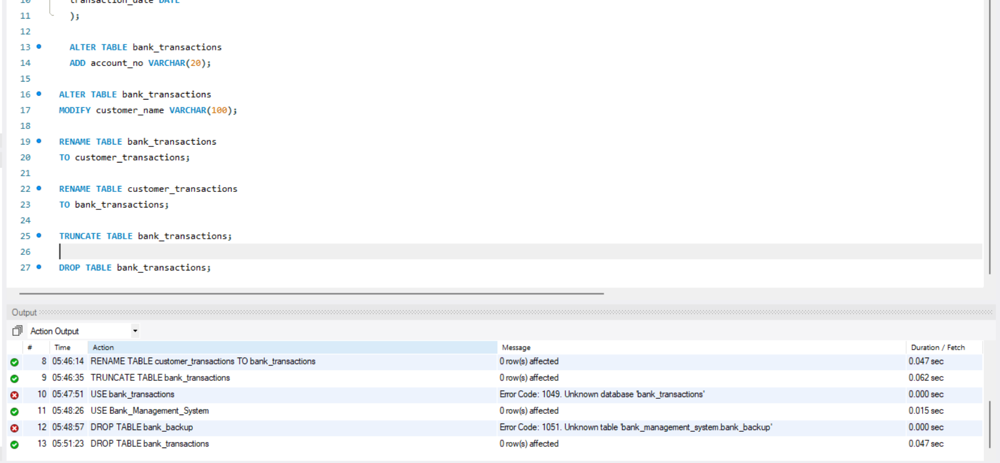 10 transaction_date DATE
11 );
12
13 ALTER TABLE bank_transactions
14 ADD account_no VARCHAR(20);
15
16 ALTER TABLE bank_transactions
17 MODIFY customer_name VARCHAR(100);
18
19 RENAME TABLE bank_transactions
20 TO customer_transactions;
21
22 RENAME TABLE customer_transactions
23 TO bank_transactions;
24
25 TRUNCATE TABLE bank_transactions;
26
27 DROP TABLE bank_transactions;
Output
Action Output
# Time Action Message Duration / Fetch
8 05:46:14 RENAME TABLE customer_transactions TO bank_transactions 0 row(s) affected 0.047 sec
9 05:46:35 TRUNCATE TABLE bank_transactions 0 row(s) affected 0.062 sec
10 05:47:51 USE bank_transactions Error Code: 1049. Unknown database 'bank_transactions' 0.000 sec
11 05:48:26 USE Bank_Management_System 0 row(s) affected 0.015 sec
12 05:48:57 DROP TABLE bank_backup Error Code: 1051. Unknown table 'bank_management_system.bank_backup' 0.000 sec
13 05:51:23 DROP TABLE bank_transactions 0 row(s) affected 0.047 sec